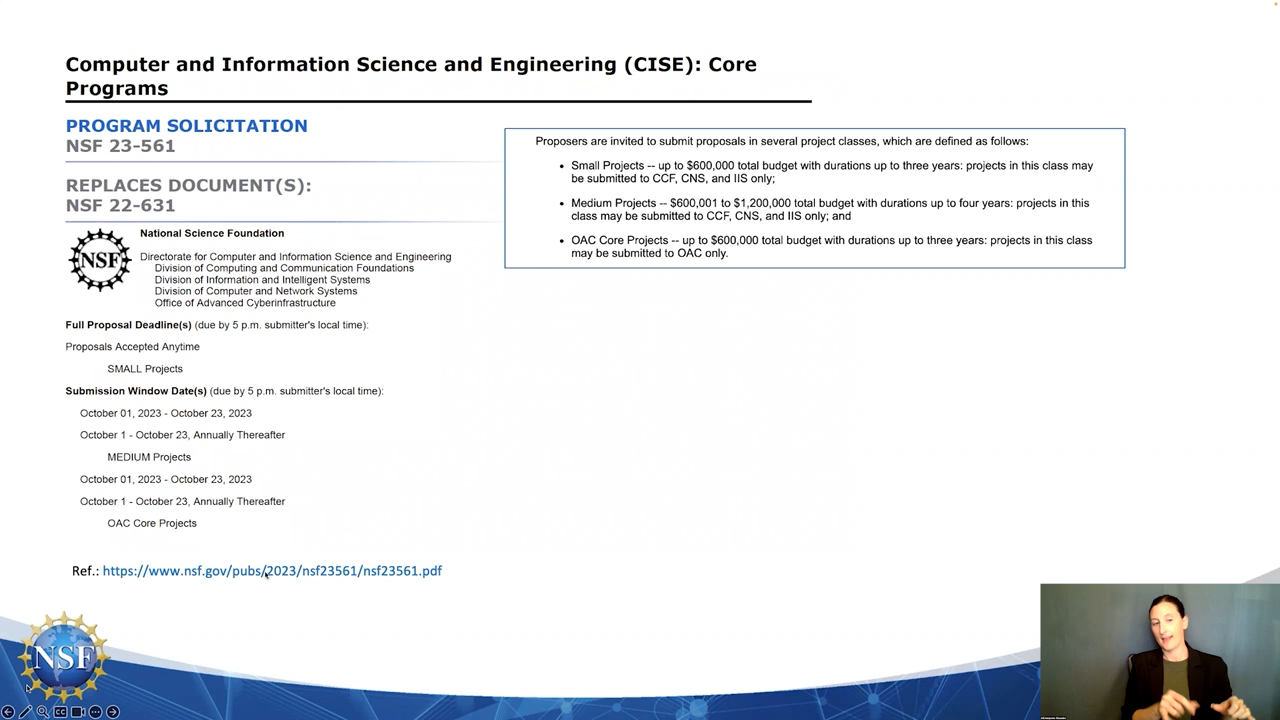 Computer and Information Science and Engineering (CISE): Core
Programs
PROGRAM SOLICITATION
NSF 23-561
REPLACES DOCUMENT(S):
NSF 22-631
NSF
National Science Foundation
Directorate for Computer and Information Science and Engineering
Division of Computing and Communication Foundations
Division of Information and Intelligent Systems
Division of Computer and Network Systems
Office of Advanced Cyberinfrastructure
Full Proposal Deadline(s) (due by 5 p.m. submitter's local time):
Proposals Accepted Anytime
SMALL Projects
Submission Window Date(s) (due by 5 p.m. submitter's local time):
October 01, 2023 - October 23, 2023
October 1 - October 23, Annually Thereafter
MEDIUM Projects
October 01, 2023 - October 23, 2023
October 1 - October 23, Annually Thereafter
OAC Core Projects
Ref.: https://www.nsf.gov/pubs/2023/nsf23561/nsf23561.pdf
Proposers are invited to submit proposals in several project classes, which are defined as follows:
• Small Projects -- up to $600,000 total budget with durations up to three years: projects in this class may
be submitted to CCF, CNS, and IIS only;
• Medium Projects -- $600,001 to $1,200,000 total budget with durations up to four years: projects in this
class may be submitted to CCF, CNS, and IIS only; and
• OAC Core Projects -- up to $600,000 total budget with durations up to three years: projects in this class
may be submitted to OAC only.
NSF
CC